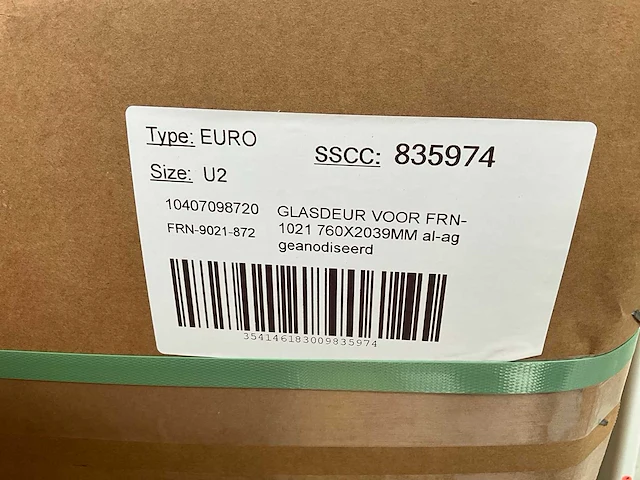 Type: EURO
SSCC: 835974
Size: U2
10407098720
FRN-9021-872
GLASDEUR VOOR FRN-
1021 760X2039MM al-ag
geanodiseerd
354146183009835974